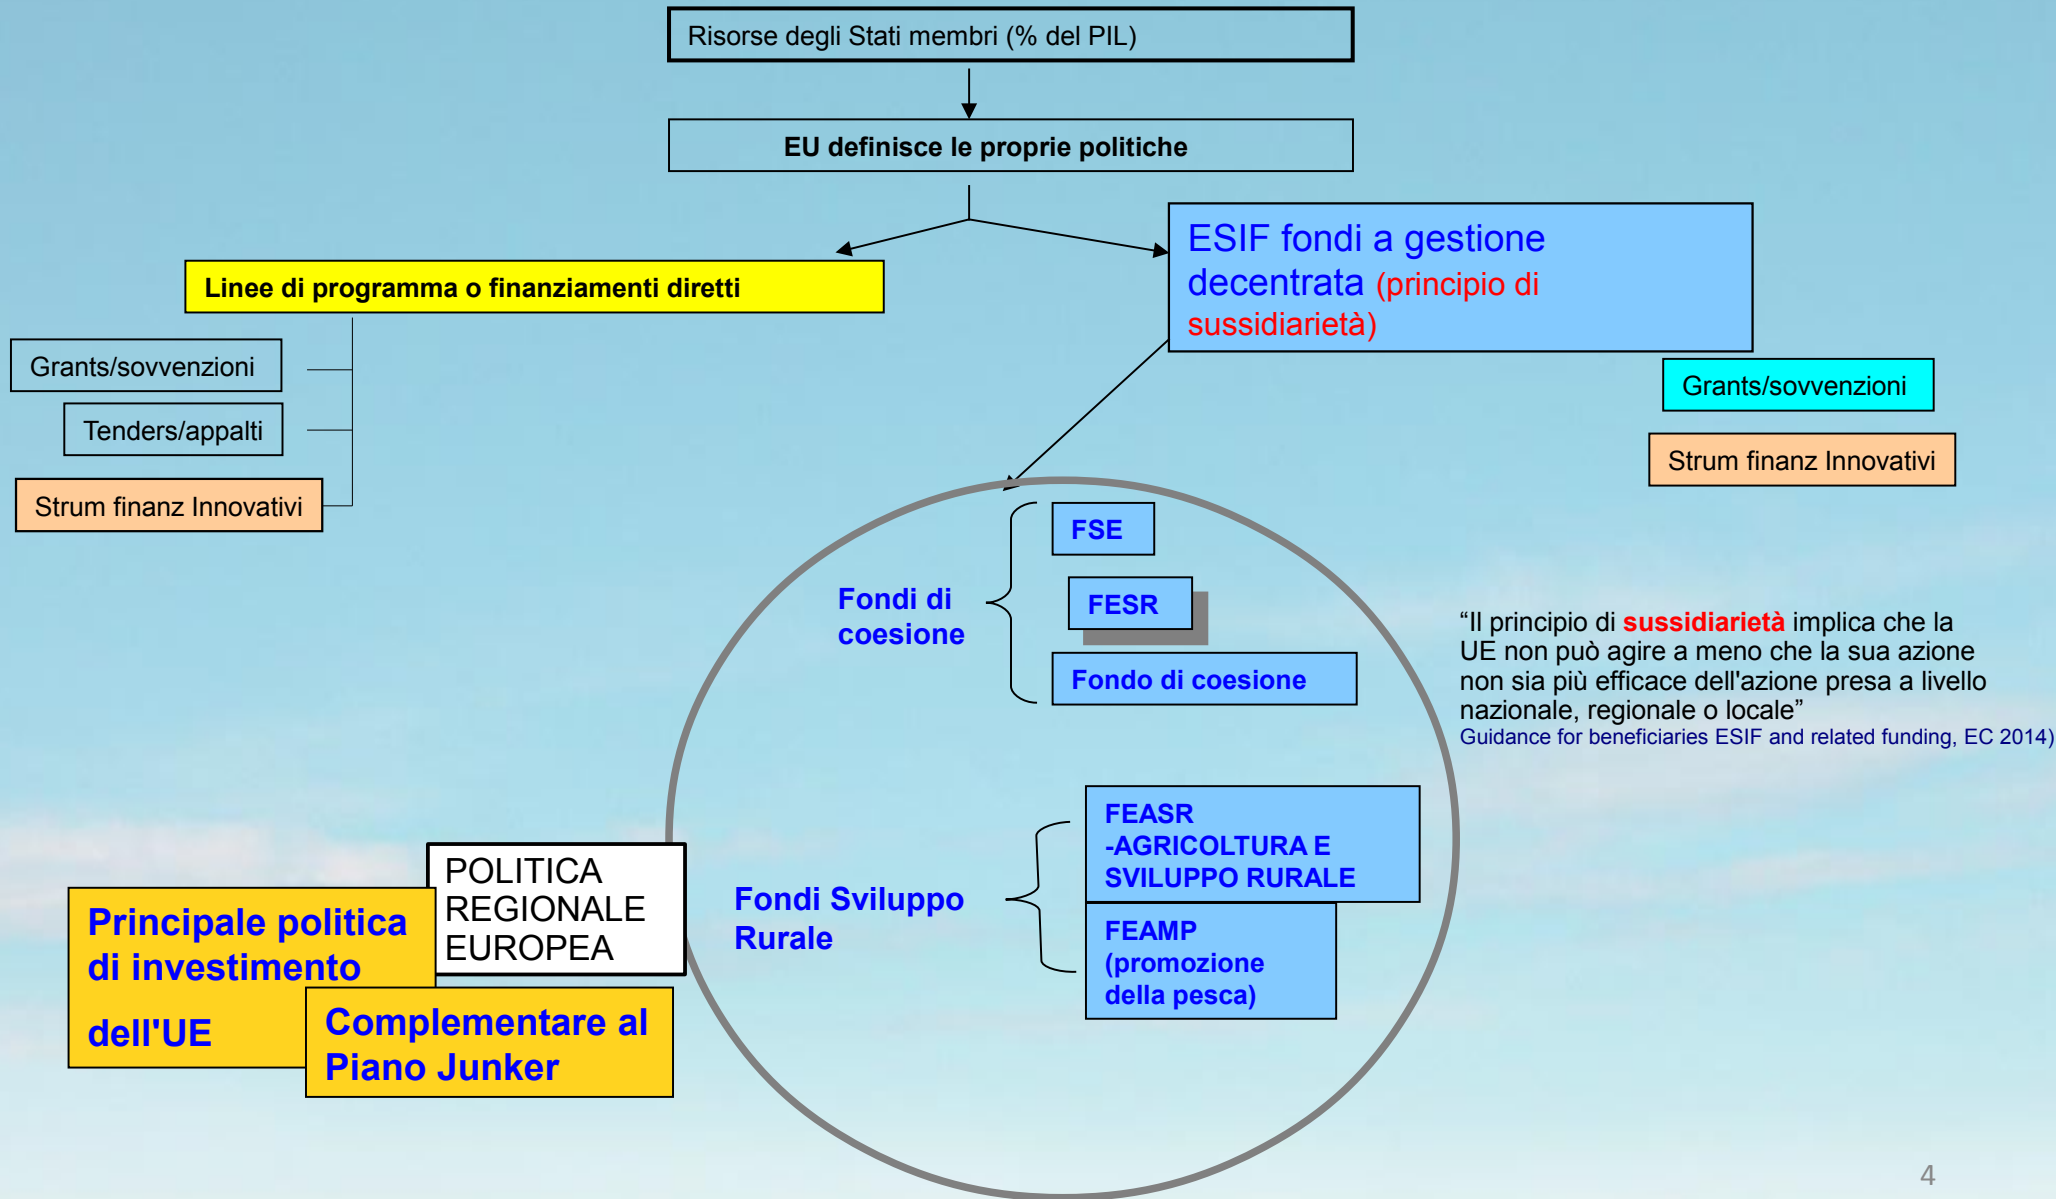 Risorse degli Stati membri (% del PIL)
EU definisce le proprie politiche
ESIF fondi a gestione
decentrata (principio di
sussidiarietà)
Linee di programma o finanziamenti diretti
Grants/sovvenzioni
Tenders/appalti
Strum finanz Innovativi
Grants/sovvenzioni
Strum finanz Innovativi
Fondi di
coesione
FSE
FESR
Fondo di coesione
“Il principio di sussidiarietà implica che la
UE non può agire a meno che la sua azione
non sia più efficace dell'azione presa a livello
nazionale, regionale o locale”
Guidance for beneficiaries ESIF and related funding, EC 2014)
Fondi Sviluppo
Rurale
FEASR
-AGRICOLTURA E
SVILUPPO RURALE
FEAMP
(promozione
della pesca)
POLITICA
REGIONALE
EUROPEA
Principale politica
di investimento
dell'UE
Complementare al
Piano Junker
4